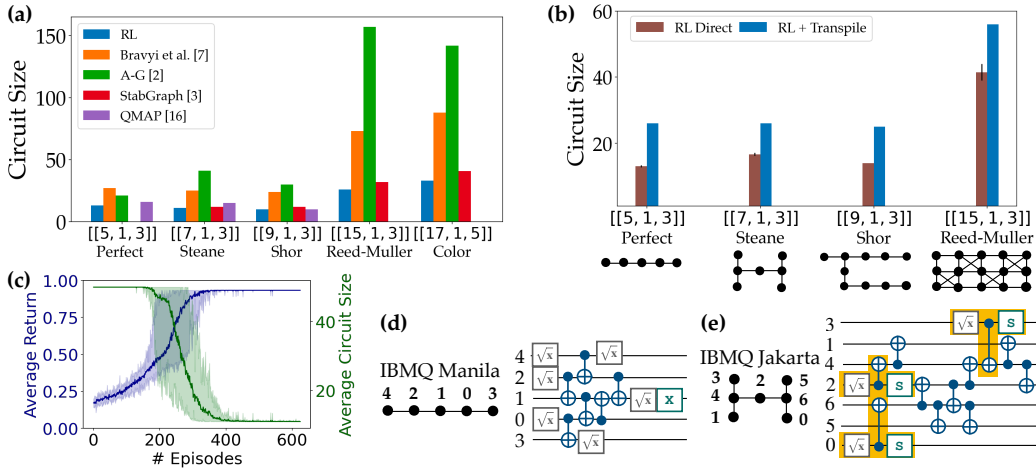 (a)
Circuit Size
150
100
50
0
RL
Bravyi et al. [7]
A-G [2]
StabGraph [3]
QMAP [16]
[[5, 1, 3]] [[7, 1, 3]] [[9, 1, 3]] [[15, 1, 3]] [[17, 1, 5]]
Perfect Steane Shor Reed-Muller Color
(b)
Circuit Size
60
40
20
RL Direct RL + Transpile
[[5, 1, 3]] [[7, 1, 3]] [[9, 1, 3]] [[15, 1, 3]]
Perfect Steane Shor Reed-Muller
(c)
Average Return
1.00
0.75
0.50
0.25
0.00
Average Circuit Size
40
20
0 200 400 600
# Episodes
(d)
IBMQ Manila
4 2 1 0 3
4 √x
2 √x
1 √x X
0 √x
3 √x
(e)
IBMQ Jakarta
3 2 5
4 6
1 0
3 √x S
1
4
2 √x S
6
5
0 √x S